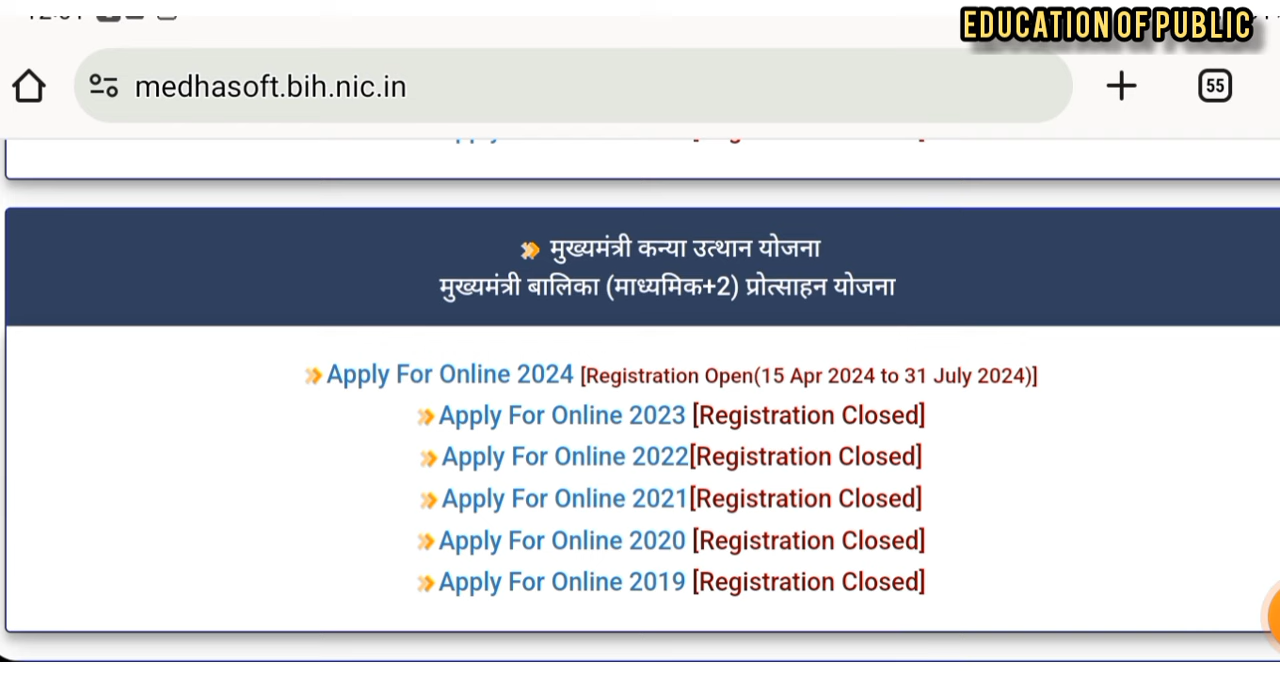 EDUCATION OF PUBLIC
medhasoft.bih.nic.in
55
मुख्यमंत्री कन्या उत्थान योजना
मुख्यमंत्री बालिका (माध्यमिक+2) प्रोत्साहन योजना
Apply For Online 2024 [Registration Open(15 Apr 2024 to 31 July 2024)]
Apply For Online 2023 [Registration Closed]
Apply For Online 2022[Registration Closed]
Apply For Online 2021[Registration Closed]
Apply For Online 2020 [Registration Closed]
Apply For Online 2019 [Registration Closed]